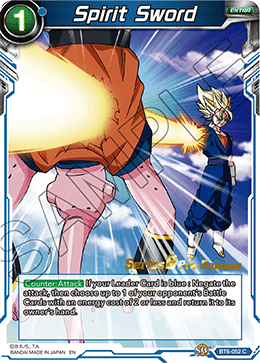 1
Spirit Sword
EXTRA
SAMPLE
Series6 Pre-Release
Counter:Attack If your Leader Card is blue : Negate the
attack, then choose up to 1 of your opponent's Battle
Cards with an energy cost of 2 or less and return it to its
owner's hand.
©B.S./S., T.A.
BANDAI MADE IN JAPAN EN
BT6-052 C